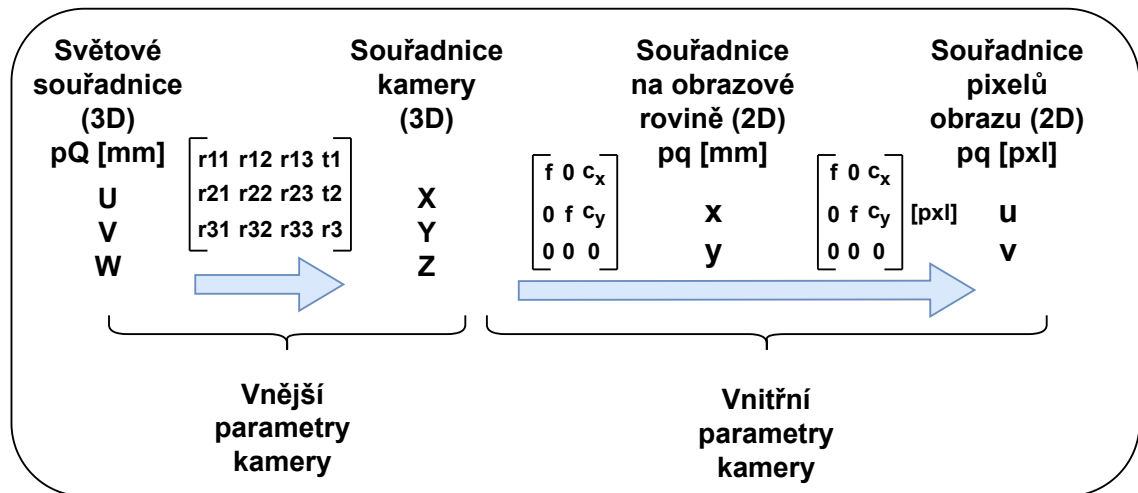 Světové
souřadnice
(3D)
pQ [mm]
U
V
W
r11 r12 r13 t1
r21 r22 r23 t2
r31 r32 r33 r3
Souřadnice
kamery
(3D)
X
Y
Z
f 0 cx
0 f cy
0 0 0
Souřadnice
na obrazové
rovině (2D)
pq [mm]
x
y
f 0 cx
0 f cy [pxl]
0 0 0
Souřadnice
pixelů
obrazu (2D)
pq [pxl]
u
v
Vnější
parametry
kamery
Vnitřní
parametry
kamery